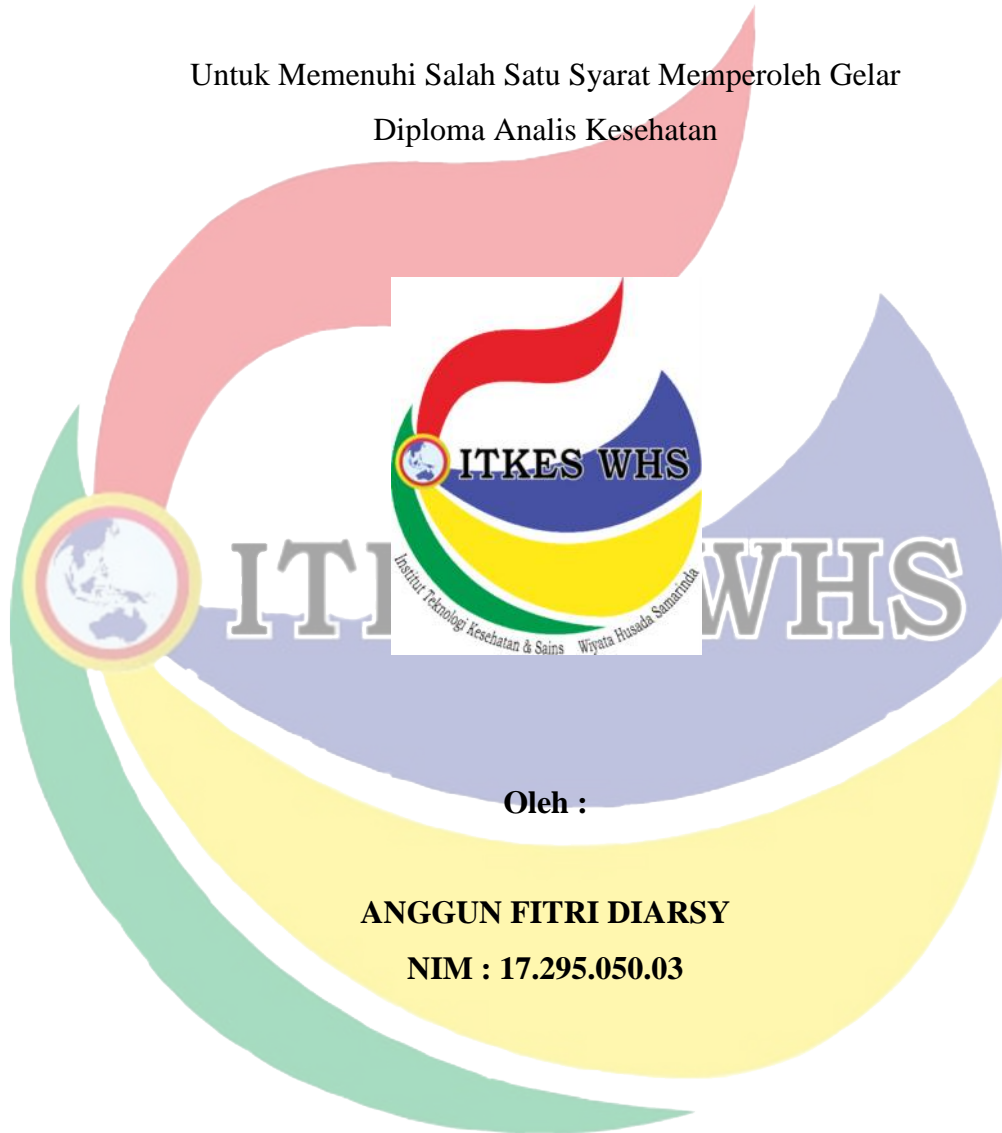 Untuk Memenuhi Salah Satu Syarat Memperoleh Gelar
Diploma Analis Kesehatan
ITKES WHS
Institut Teknologi Kesehatan & Sains Wiyata Husada Samarinda
WHS
Oleh :
ANGGUN FITRI DIARSY
NIM : 17.295.050.03